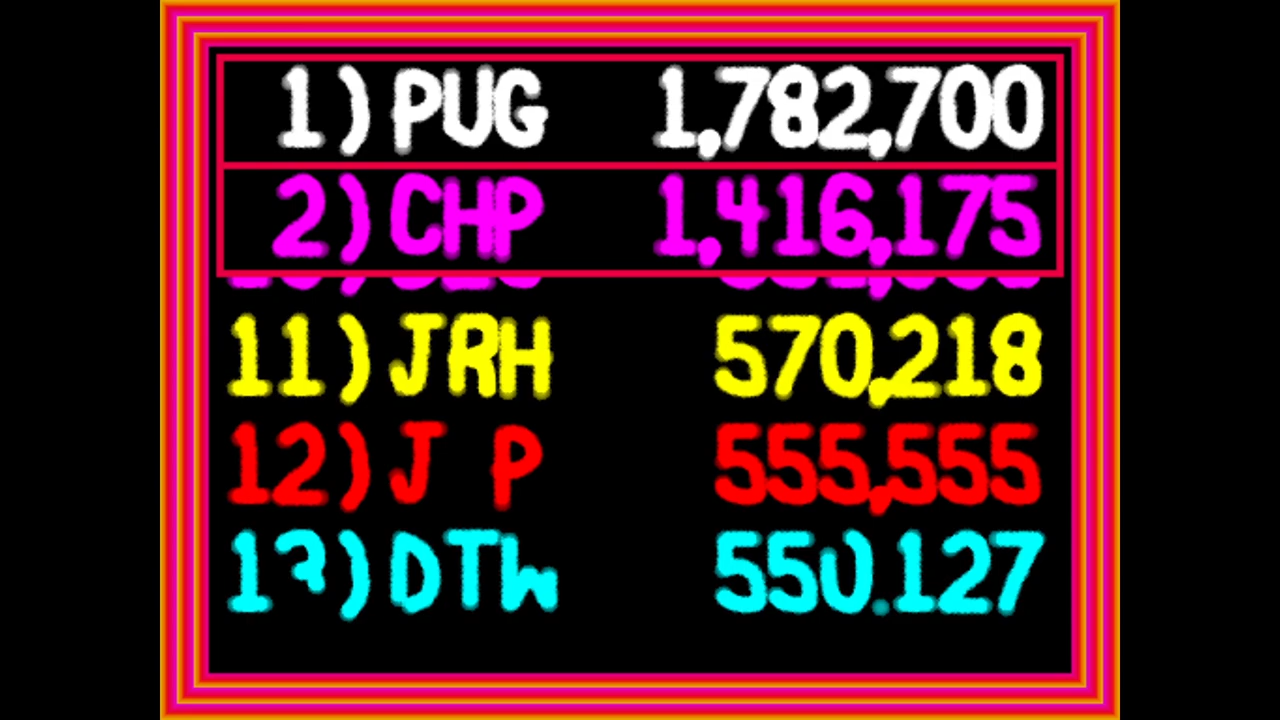 1) PUG 1,782,700
2) CHP 1,416,175
11) JRH 570,218
12) J P 555,555
13) DTW 550,127